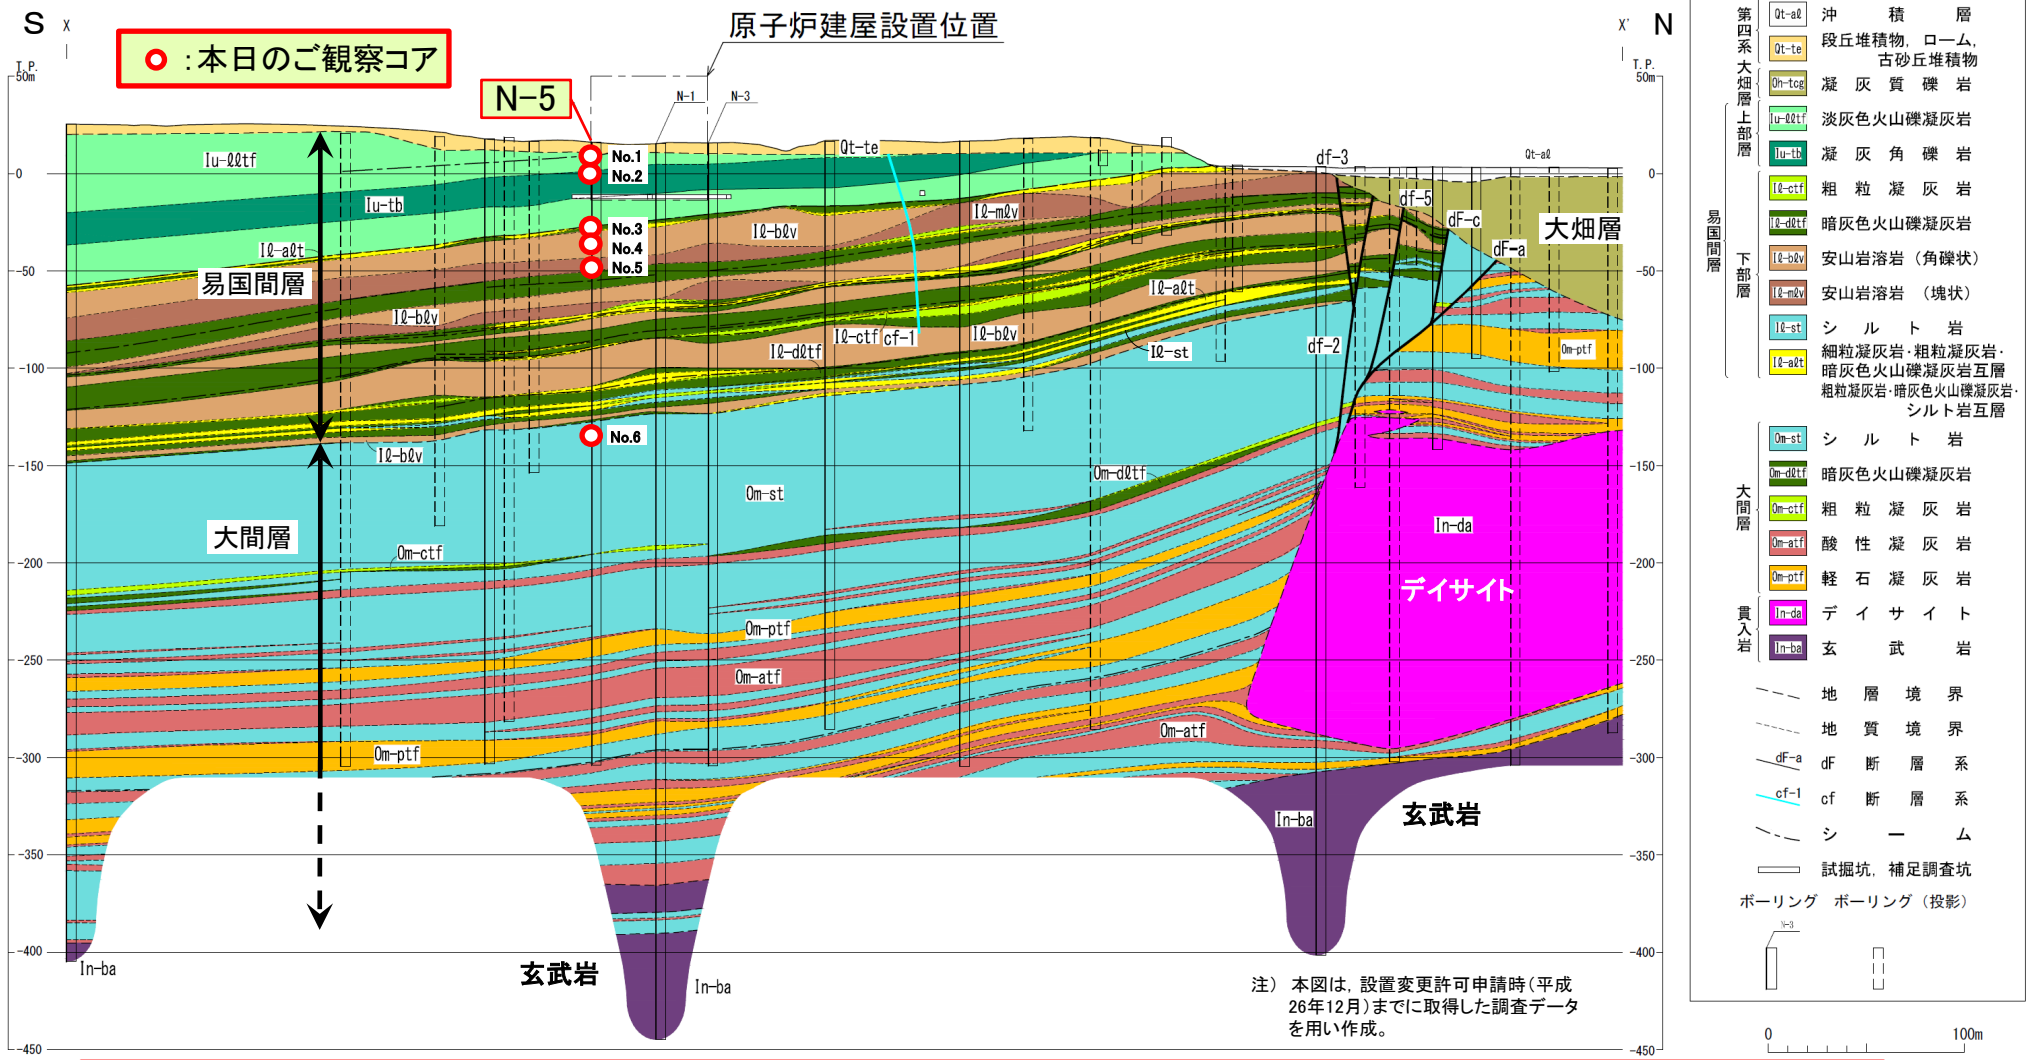 S
X
原子炉建屋設置位置
X'
N
：本日のご観察コア
T.P.
50m
T.P.
50m
N-5
N-1
N-3
No.1
No.2
No.3
No.4
No.5
No.6
Iu-ℓℓtf
Iu-tb
Iℓ-aℓt
易国間層
Iℓ-bℓv
Iℓ-bℓv
Qt-te
Iℓ-bℓv
Iℓ-mℓv
Iℓ-aℓt
Iℓ-ctf
cf-1
Iℓ-bℓv
Iℓ-dℓtf
Iℓ-st
df-3
Qt-aℓ
df-5
dF-c
dF-a
大畑層
df-2
Om-ptf
大間層
Om-st
Om-dℓtf
Om-ctf
Om-ptf
Om-atf
Om-ptf
Om-atf
In-da
デイサイト
In-ba
玄武岩
In-ba
玄武岩
In-ba
0
-50
-100
-150
-200
-250
-300
-350
-400
-450
0
-50
-100
-150
-200
-250
-300
-350
-400
-450
注） 本図は，設置変更許可申請時（平成
26年12月）までに取得した調査データ
を用い作成。
第四系
Qt-aℓ 沖積層
Qt-te 段丘堆積物，ローム，
古砂丘堆積物
大畑層
Oh-tcg 凝灰質礫岩
易国間層
上部層
Iu-ℓℓtf 淡灰色火山礫凝灰岩
Iu-tb 凝灰角礫岩
下部層
Iℓ-ctf 粗粒凝灰岩
Iℓ-dℓtf 暗灰色火山礫凝灰岩
Iℓ-bℓv 安山岩溶岩（角礫状）
Iℓ-mℓv 安山岩溶岩（塊状）
Iℓ-st シルト岩
Iℓ-aℓt 細粒凝灰岩・粗粒凝灰岩・
暗灰色火山礫凝灰岩互層
粗粒凝灰岩・暗灰色火山礫凝灰岩・
シルト岩互層
大間層
Om-st シルト岩
Om-dℓtf 暗灰色火山礫凝灰岩
Om-ctf 粗粒凝灰岩
Om-atf 酸性凝灰岩
Om-ptf 軽石凝灰岩
貫入岩
In-da デイサイト
In-ba 玄武岩
地層境界
地質境界
dF-a dF断層系
cf-1 cf断層系
シーム
試掘坑，補足調査坑
ボーリング ボーリング（投影）
N-3
0 100m